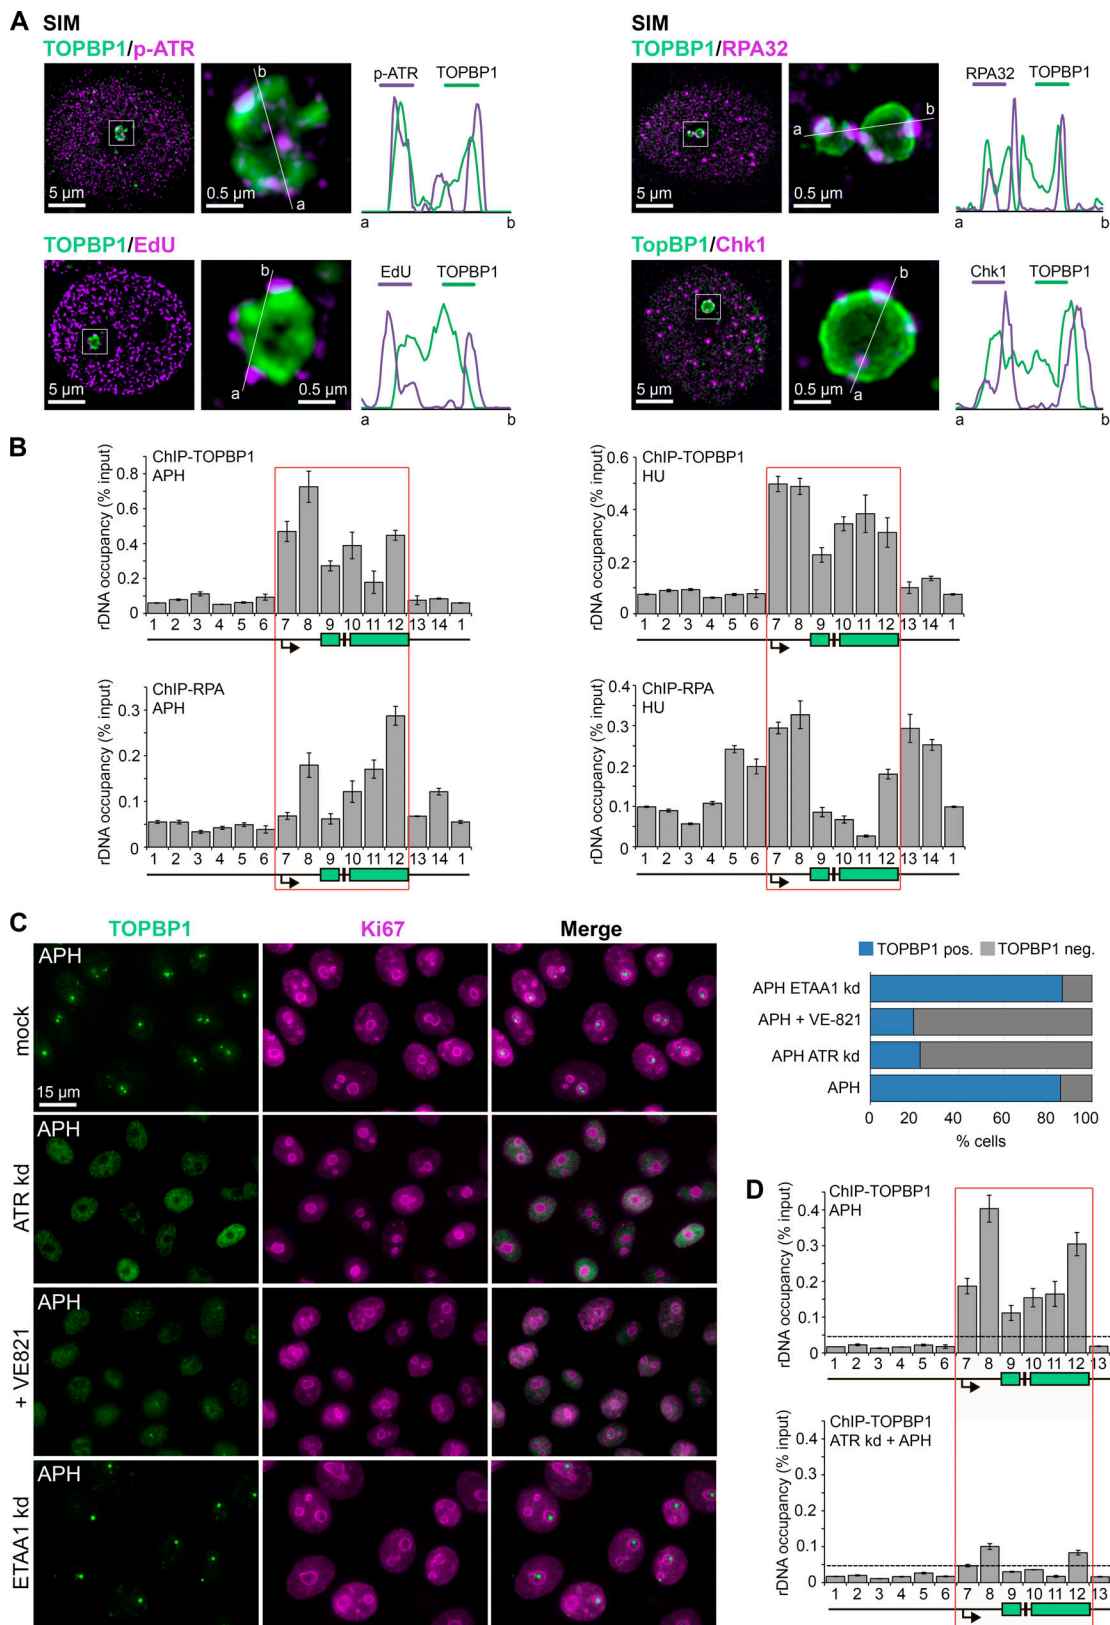 A
SIM
TOPBP1/p-ATR
b
a
0.5 µm
5 µm
p-ATR TOPBP1
a b
SIM
TOPBP1/RPA32
a
b
5 µm
0.5 µm
RPA32 TOPBP1
a b
TOPBP1/EdU
b
a
5 µm
0.5 µm
EdU TOPBP1
a b
TopBP1/Chk1
b
a
5 µm
0.5 µm
Chk1 TOPBP1
a b
B
rDNA occupancy (% input)
ChIP-TOPBP1
APH
0.8
0.6
0.4
0.2
0
1 2 3 4 5 6 7 8 9 10 11 12 13 14 1
rDNA occupancy (% input)
ChIP-TOPBP1
HU
0.6
0.4
0.2
0
1 2 3 4 5 6 7 8 9 10 11 12 13 14 1
rDNA occupancy (% input)
ChIP-RPA
APH
0.3
0.2
0.1
0
1 2 3 4 5 6 7 8 9 10 11 12 13 14 1
rDNA occupancy (% input)
ChIP-RPA
HU
0.4
0.3
0.2
0.1
0
1 2 3 4 5 6 7 8 9 10 11 12 13 14 1
C
TOPBP1 Ki67 Merge
mock
APH
15 µm
ATR kd
APH
+ VE821
APH
ETAA1 kd
APH
TOPBP1 pos. TOPBP1 neg.
APH ETAA1 kd
APH + VE-821
APH ATR kd
APH
0 20 40 60 80 100
% cells
D
rDNA occupancy (% input)
ChIP-TOPBP1
APH
0.4
0.3
0.2
0.1
0
1 2 3 4 5 6 7 8 9 10 11 12 13
rDNA occupancy (% input)
ChIP-TOPBP1
ATR kd + APH
0.4
0.3
0.2
0.1
0
1 2 3 4 5 6 7 8 9 10 11 12 13